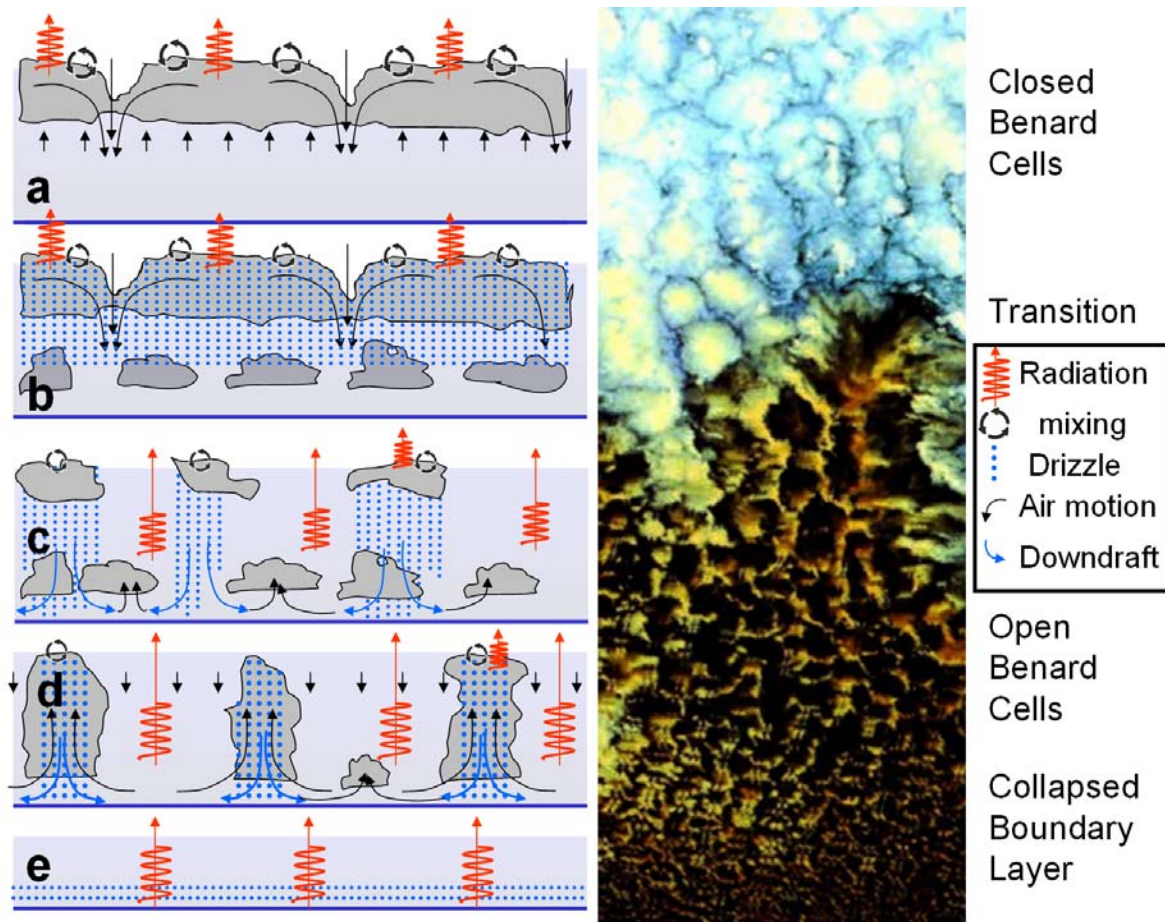 a
b
c
d
e
Closed
Benard
Cells
Transition
Radiation
mixing
Drizzle
Air motion
Downdraft
Open
Benard
Cells
Collapsed
Boundary
Layer